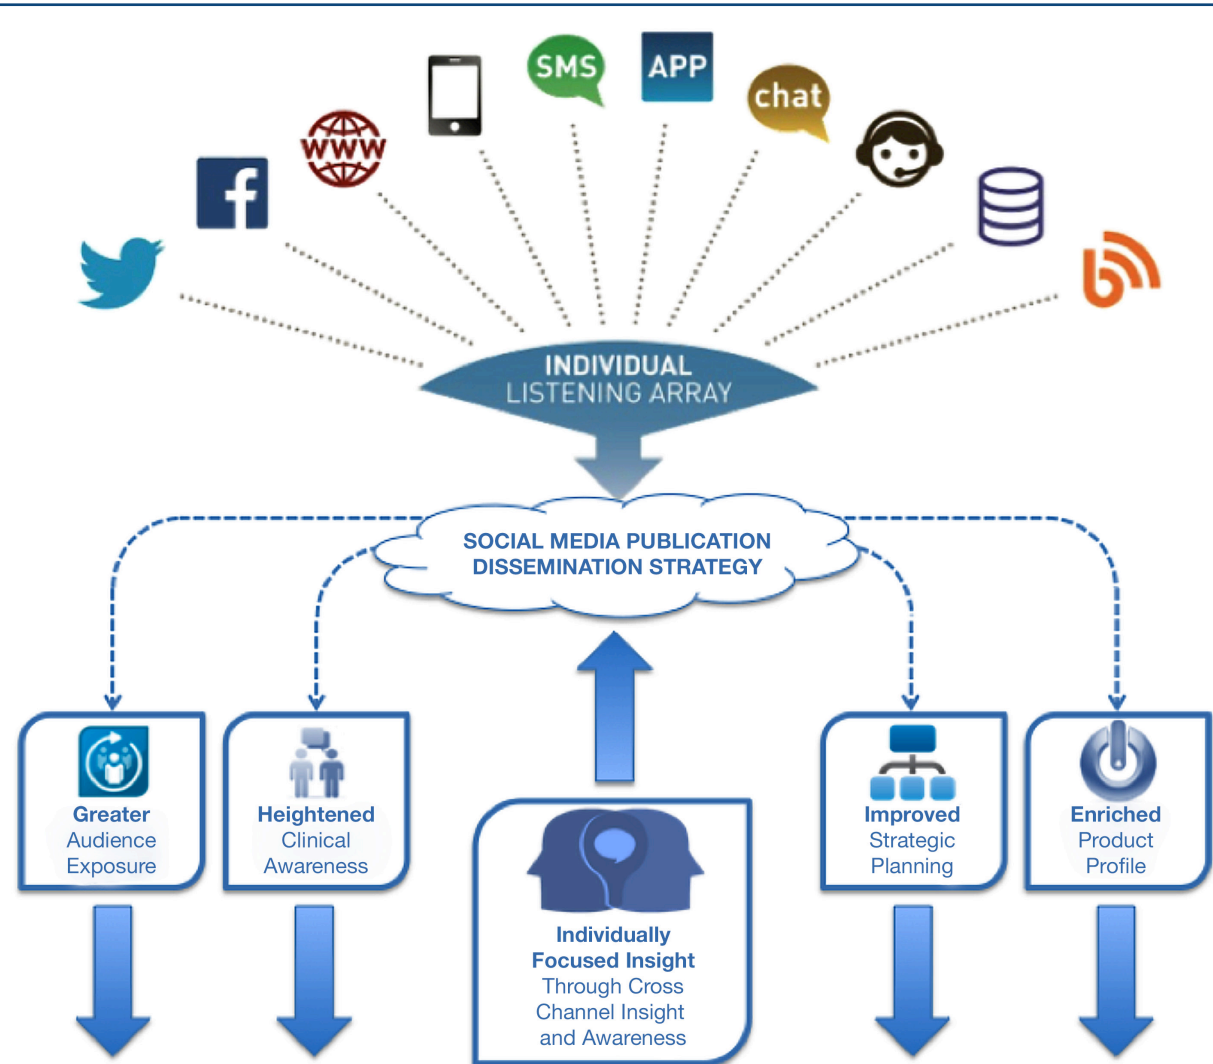 SMS
APP
chat
WWW
INDIVIDUAL
LISTENING ARRAY
SOCIAL MEDIA PUBLICATION
DISSEMINATION STRATEGY
Greater
Audience
Exposure
Heightened
Clinical
Awareness
Individually
Focused Insight
Through Cross
Channel Insight
and Awareness
Improved
Strategic
Planning
Enriched
Product
Profile